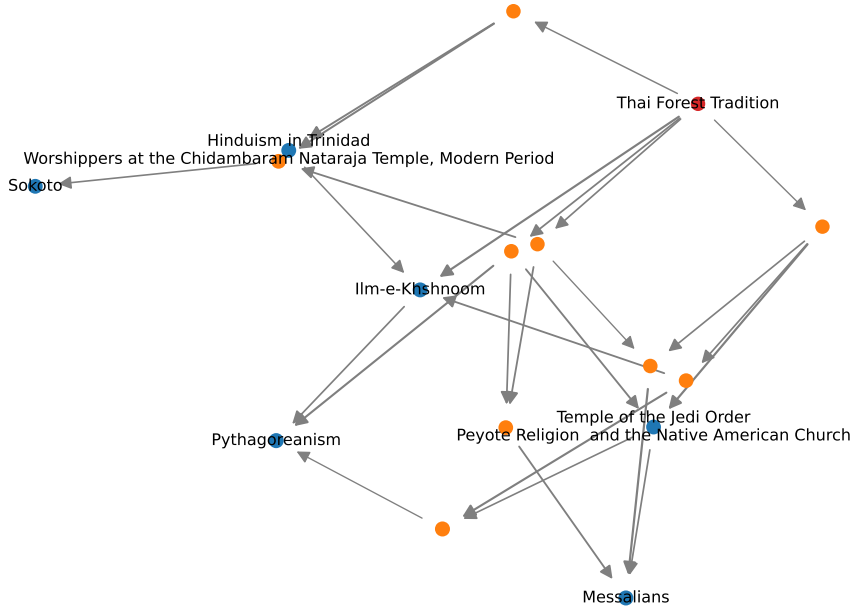 Thai Forest Tradition
Hinduism in Trinidad
Worshippers at the Chidambaram Nataraja Temple, Modern Period
Sokoto
Ilm-e-Khshnoom
Temple of the Jedi Order
Peyote Religion  and the Native American Church
Pythagoreanism
Messalians